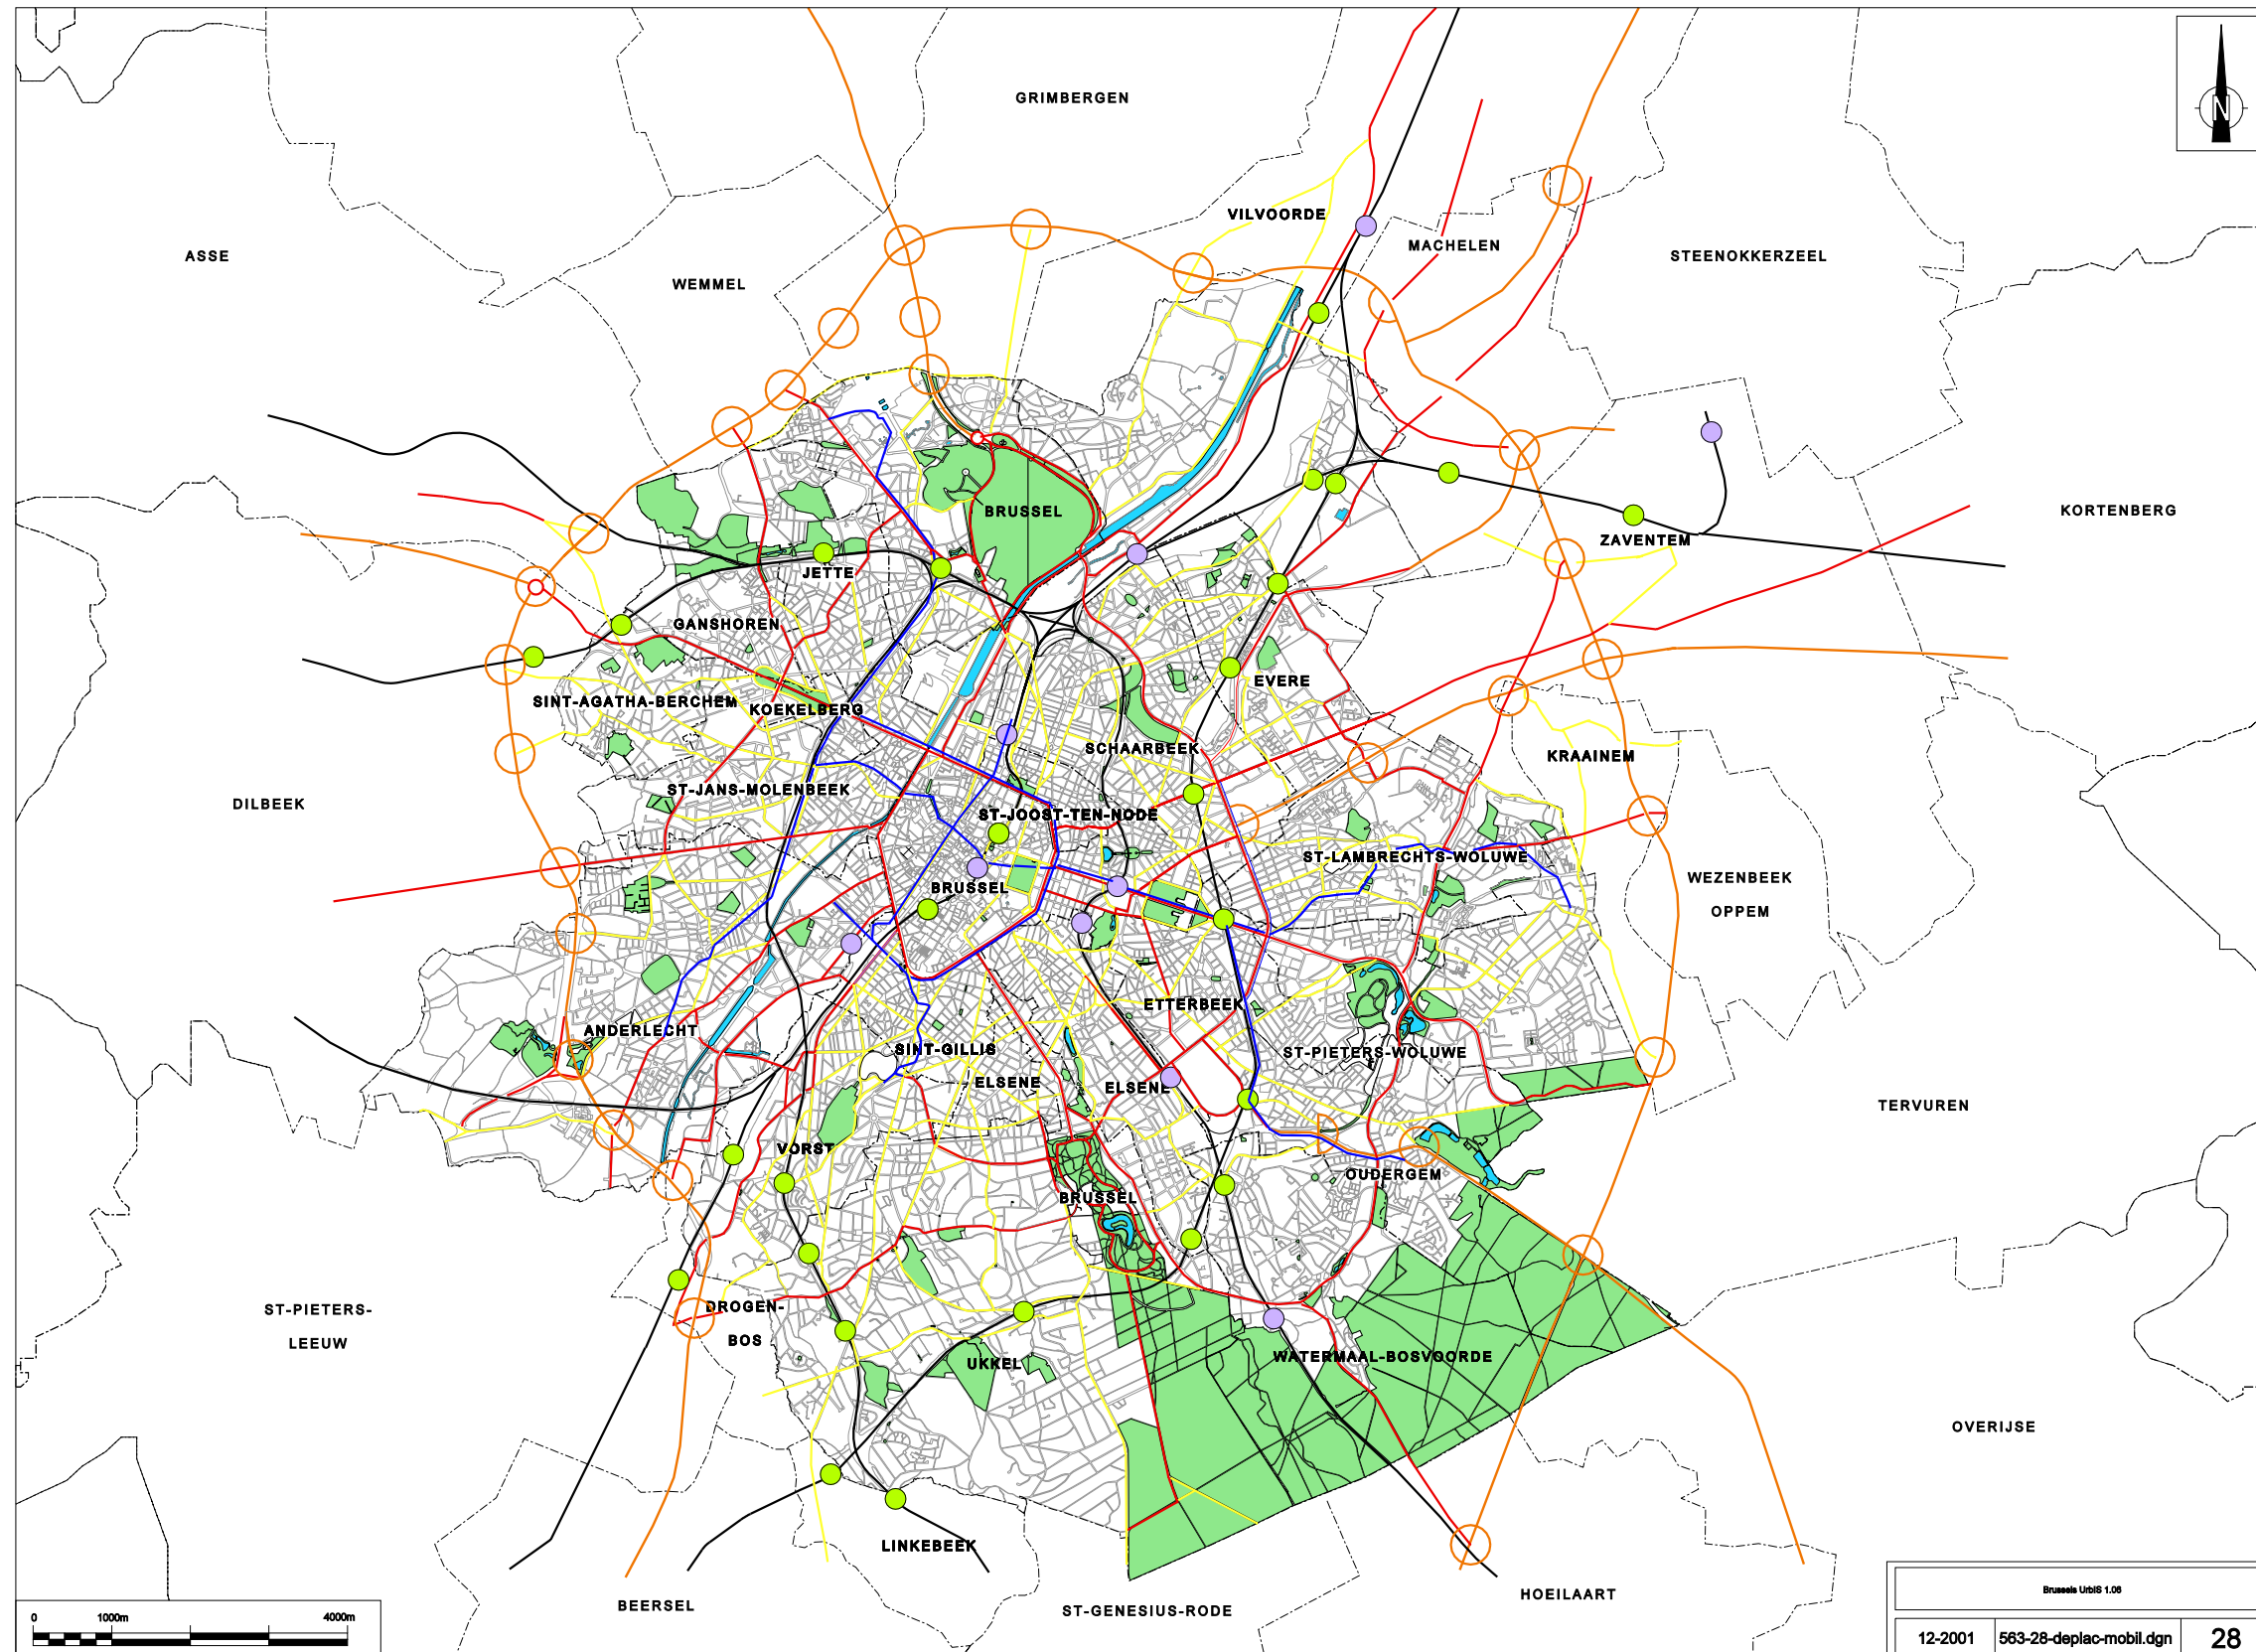 GRIMBERGEN
N
VILVOORDE
MACHELEN
ASSE
STEENOKKERZEEL
WEMMEL
BRUSSEL
KORTENBERG
ZAVENTEM
JETTE
GANSHOREN
EVERE
SINT-AGATHA-BERCHEM
KOEKELBERG
SCHAARBEEK
KRAAINEM
ST-JANS-MOLENBEEK
DILBEEK
ST-JOOST-TEN-NODE
ST-LAMBRECHTS-WOLUWE
WEZENBEEK
OPPEM
BRUSSEL
ETTERBEEK
ANDERLECHT
SINT-GILLIS
ST-PIETERS-WOLUWE
ELSENE
ELSENE
TERVUREN
VORST
OUDERGEM
BRUSSEL
ST-PIETERS-
LEEUW
DROGEN-
BOS
UKKEL
WATERMAAL-BOSVOORDE
OVERIJSE
LINKEBEEK
HOEILAART
BEERSEL
ST-GENESIUS-RODE
0 1000m 4000m
Brussels UrbIS 1.08
12-2001 563-28-deplac-mobil.dgn 28